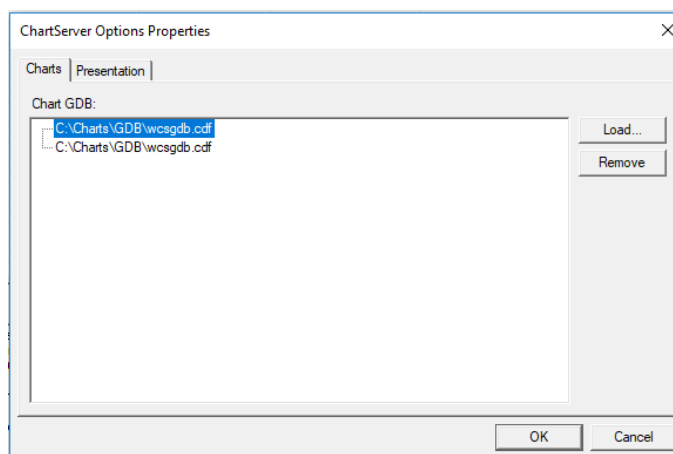 ChartServer Options Properties
Charts Presentation
Chart GDB:
C:\Charts\GDB\wcsgdb.cdf
C:\Charts\GDB\wcsgdb.cdf
Load...
Remove
OK Cancel